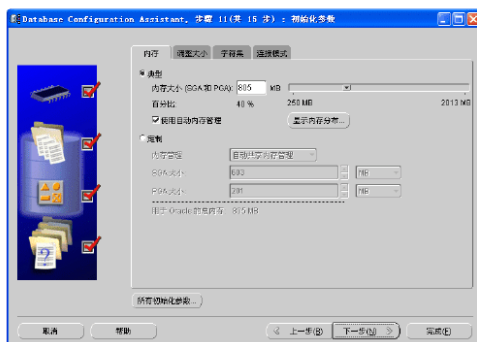 Database Configuration Assistant, 步骤 11(共 15 步) : 初始化参数
内存 调整大小 字符集 连接模式
典型
内存大小 (SGA 和 PGA): 805 MB
百分比: 40 % 250 MB 2013 MB
使用自动内存管理 显示内存分布...
定制
内存管理 自动共享内存管理
SGA 大小: 603 MB
PGA 大小: 201 MB
用于 Oracle 的总内存: 805 MB
所有初始化参数...
取消 帮助 上一步(B) 下一步(N) 完成(F)